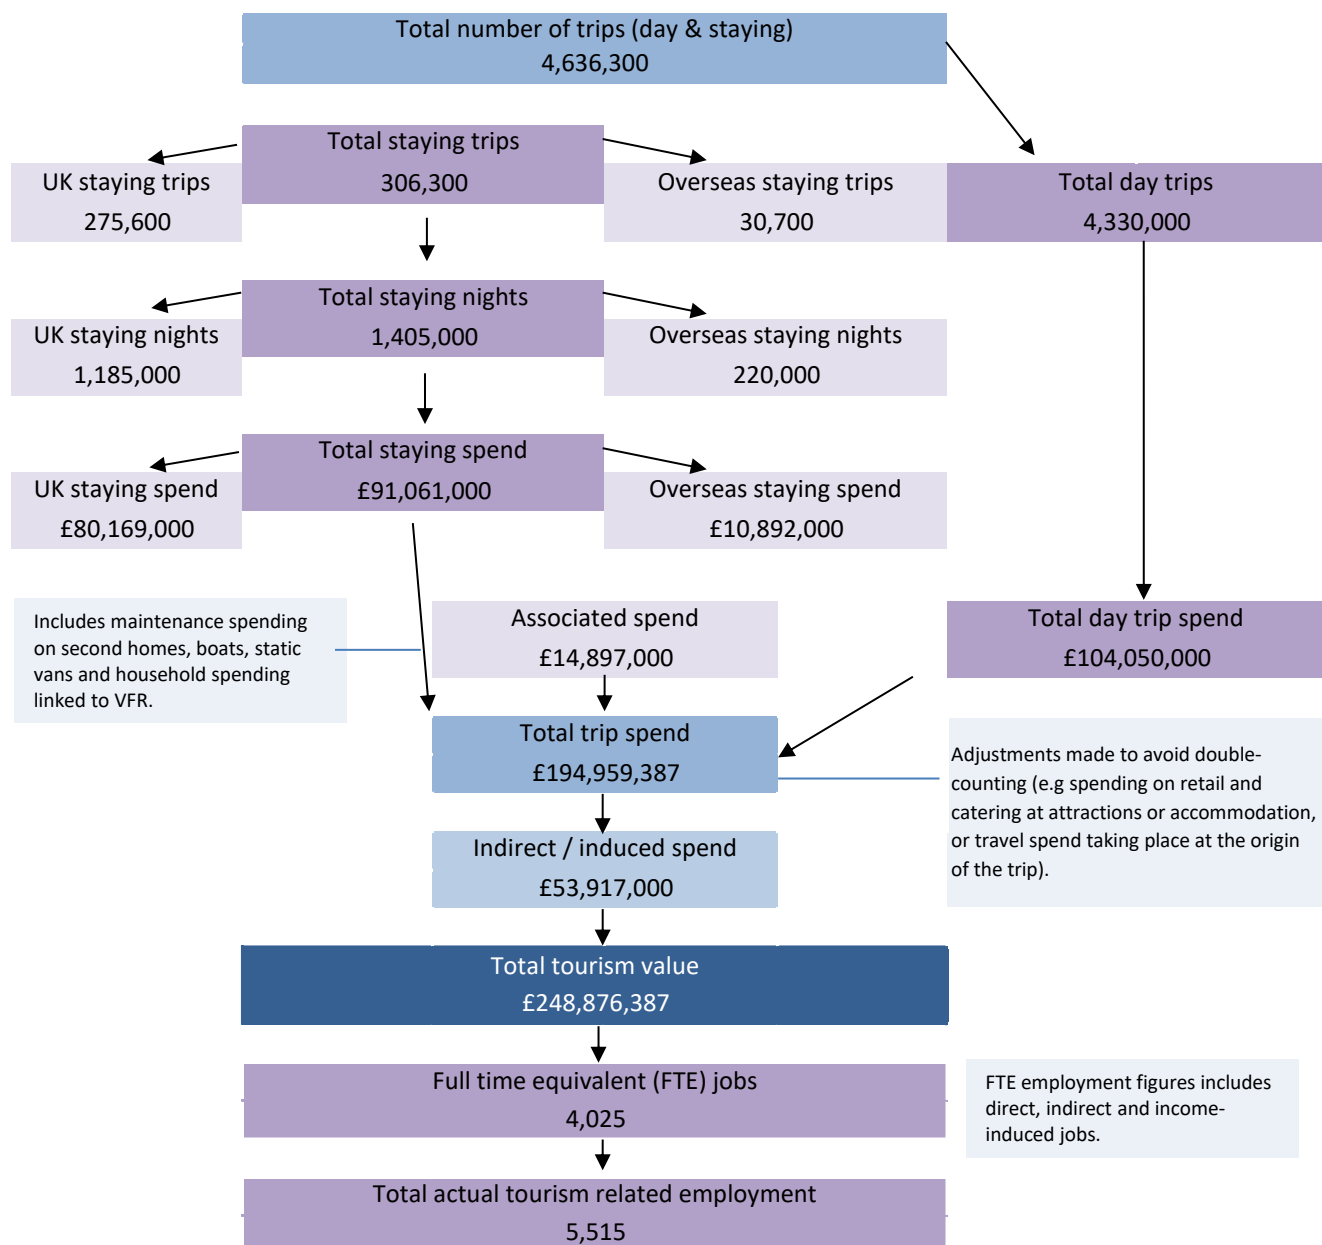 Total number of trips (day & staying)
4,636,300
Total staying trips
306,300
UK staying trips
275,600
Overseas staying trips
30,700
Total day trips
4,330,000
Total staying nights
1,405,000
UK staying nights
1,185,000
Overseas staying nights
220,000
Total staying spend
£91,061,000
UK staying spend
£80,169,000
Overseas staying spend
£10,892,000
Includes maintenance spending
on second homes, boats, static
vans and household spending
linked to VFR.
Associated spend
£14,897,000
Total day trip spend
£104,050,000
Total trip spend
£194,959,387
Adjustments made to avoid double-
counting (e.g spending on retail and
catering at attractions or accommodation,
or travel spend taking place at the origin
of the trip).
Indirect / induced spend
£53,917,000
Total tourism value
£248,876,387
Full time equivalent (FTE) jobs
4,025
FTE employment figures includes
direct, indirect and income-
induced jobs.
Total actual tourism related employment
5,515